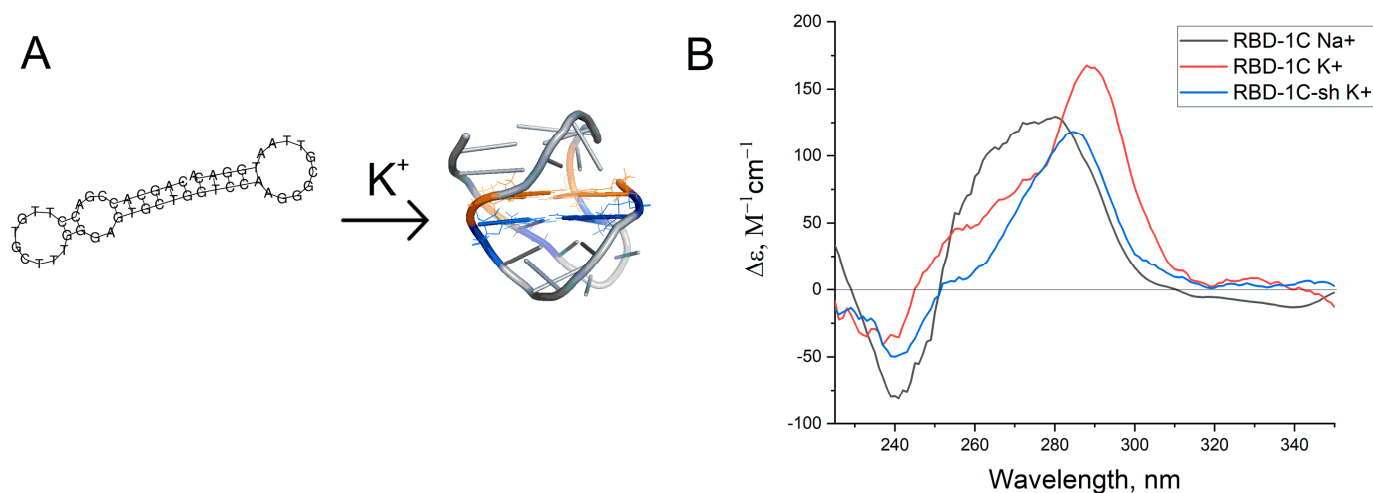 A
K⁺
B
RBD-1C Na+
RBD-1C K+
RBD-1C-sh K+
Δε, M⁻¹cm⁻¹
200
150
100
50
0
-50
-100
240 260 280 300 320 340
Wavelength, nm